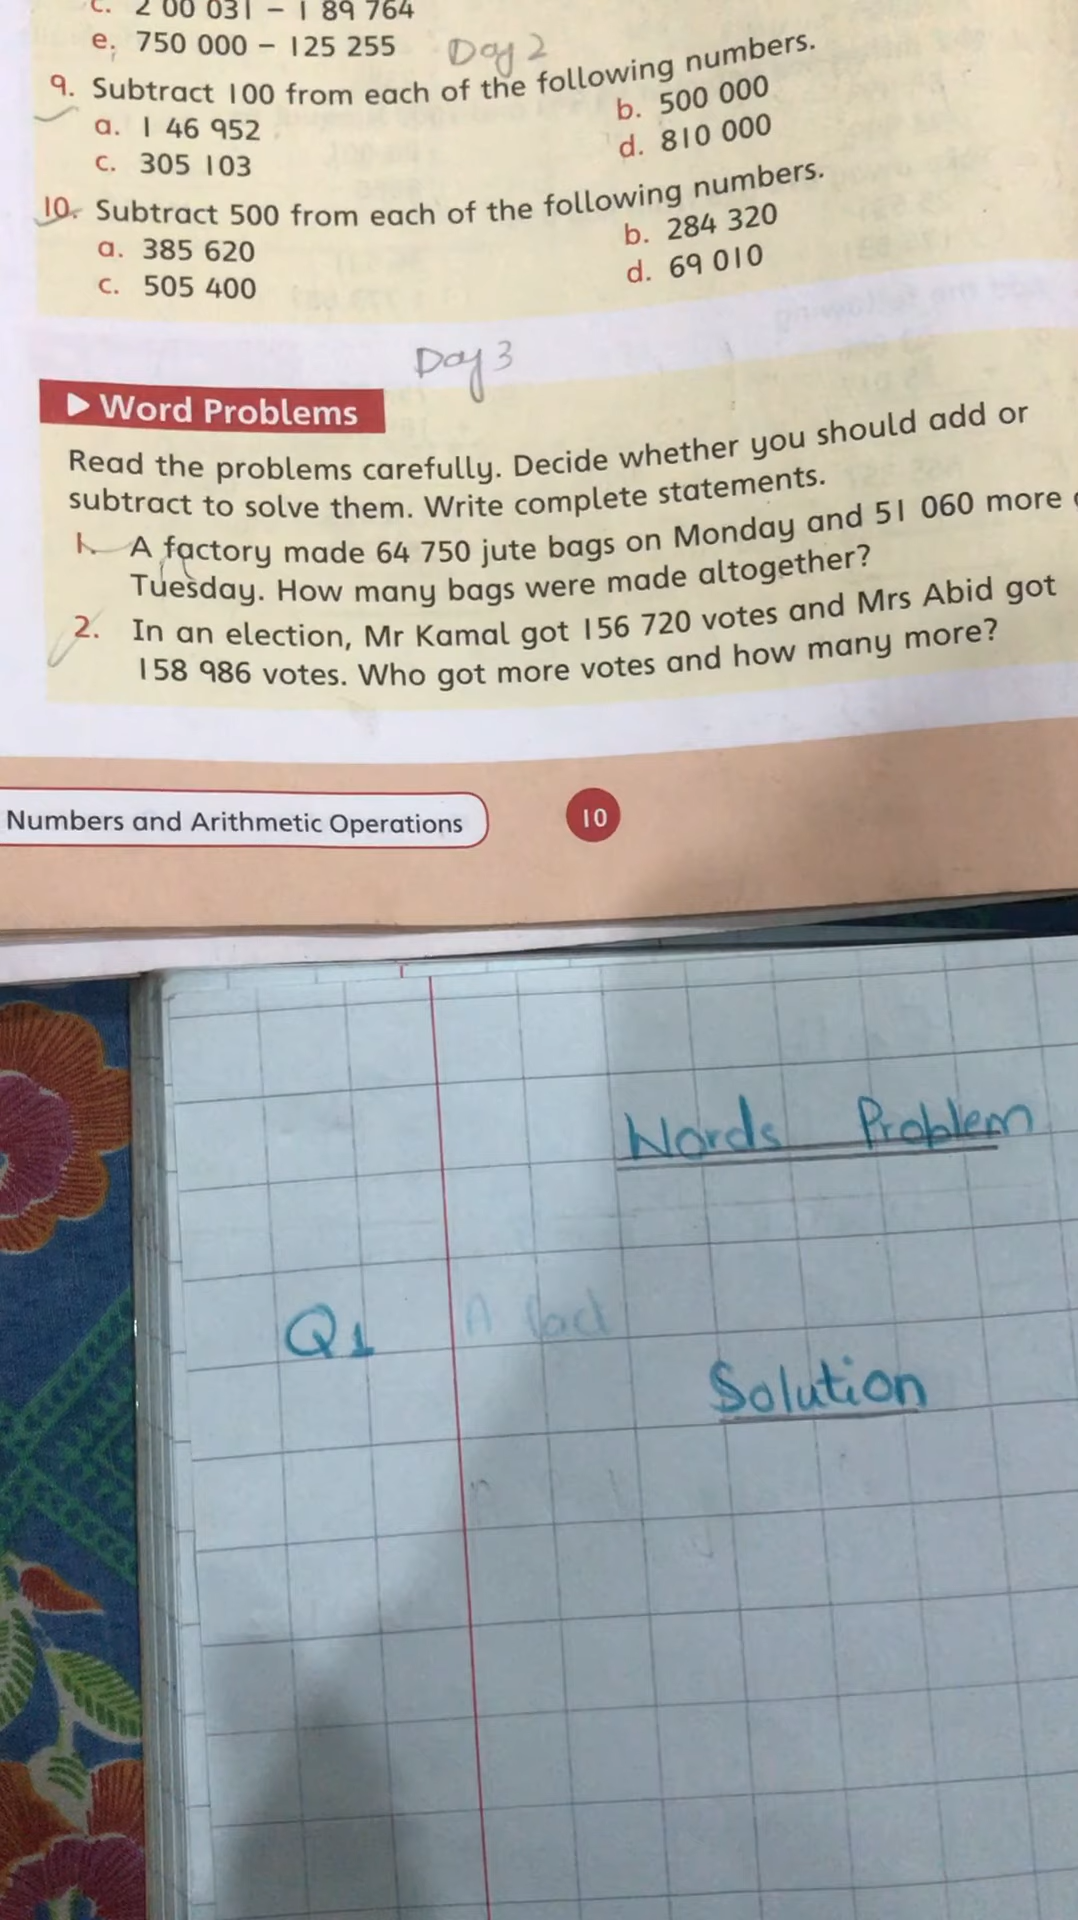 c. 2 00 031 – 1 89 764
e. 750 000 – 125 255
Day 2
9. Subtract 100 from each of the following numbers.
a. 1 46 952
b. 500 000
c. 305 103
d. 810 000
10. Subtract 500 from each of the following numbers.
a. 385 620
b. 284 320
c. 505 400
d. 69 010
Day 3
▶ Word Problems
Read the problems carefully. Decide whether you should add or
subtract to solve them. Write complete statements.
1. A factory made 64 750 jute bags on Monday and 51 060 more
Tuesday. How many bags were made altogether?
2. In an election, Mr Kamal got 156 720 votes and Mrs Abid got
158 986 votes. Who got more votes and how many more?
Numbers and Arithmetic Operations
10
Words Problem
Q1 A fact
Solution